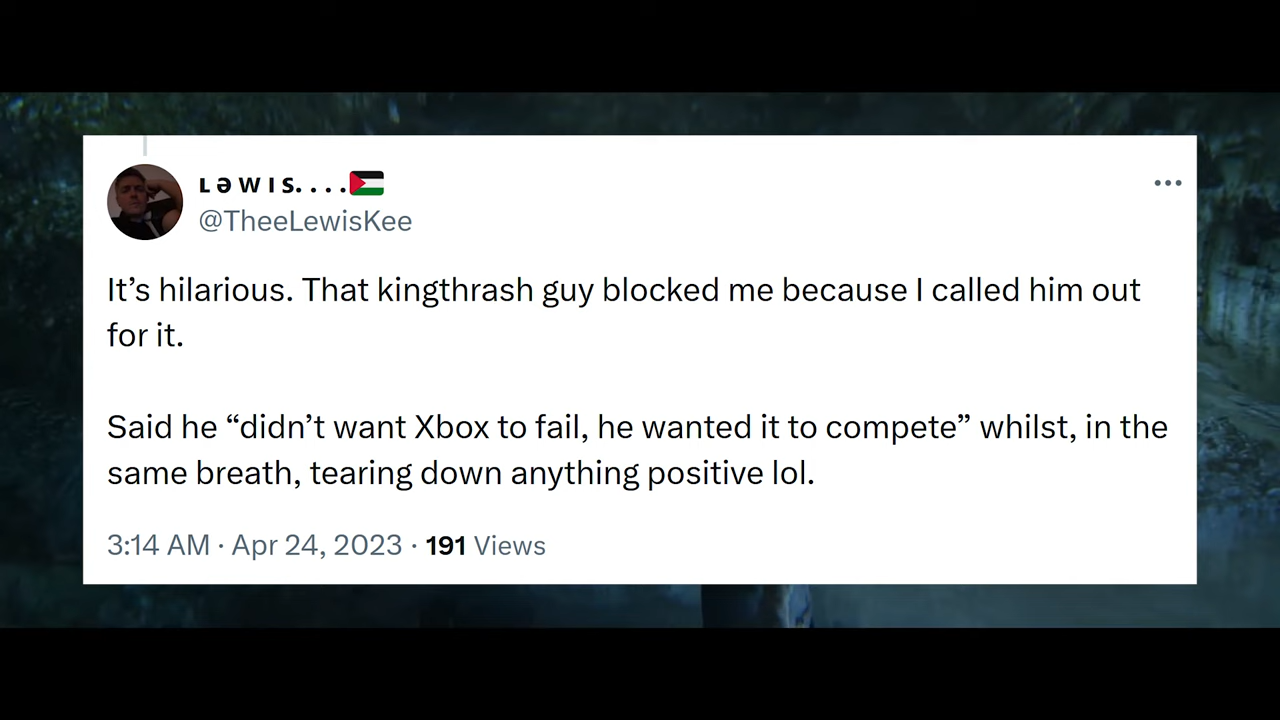 ʟǝᴡɪs....🇵🇸
@TheeLewisKee
It’s hilarious. That kingthrash guy blocked me because I called him out
for it.
Said he “didn’t want Xbox to fail, he wanted it to compete” whilst, in the
same breath, tearing down anything positive lol.
3:14 AM · Apr 24, 2023 · 191 Views